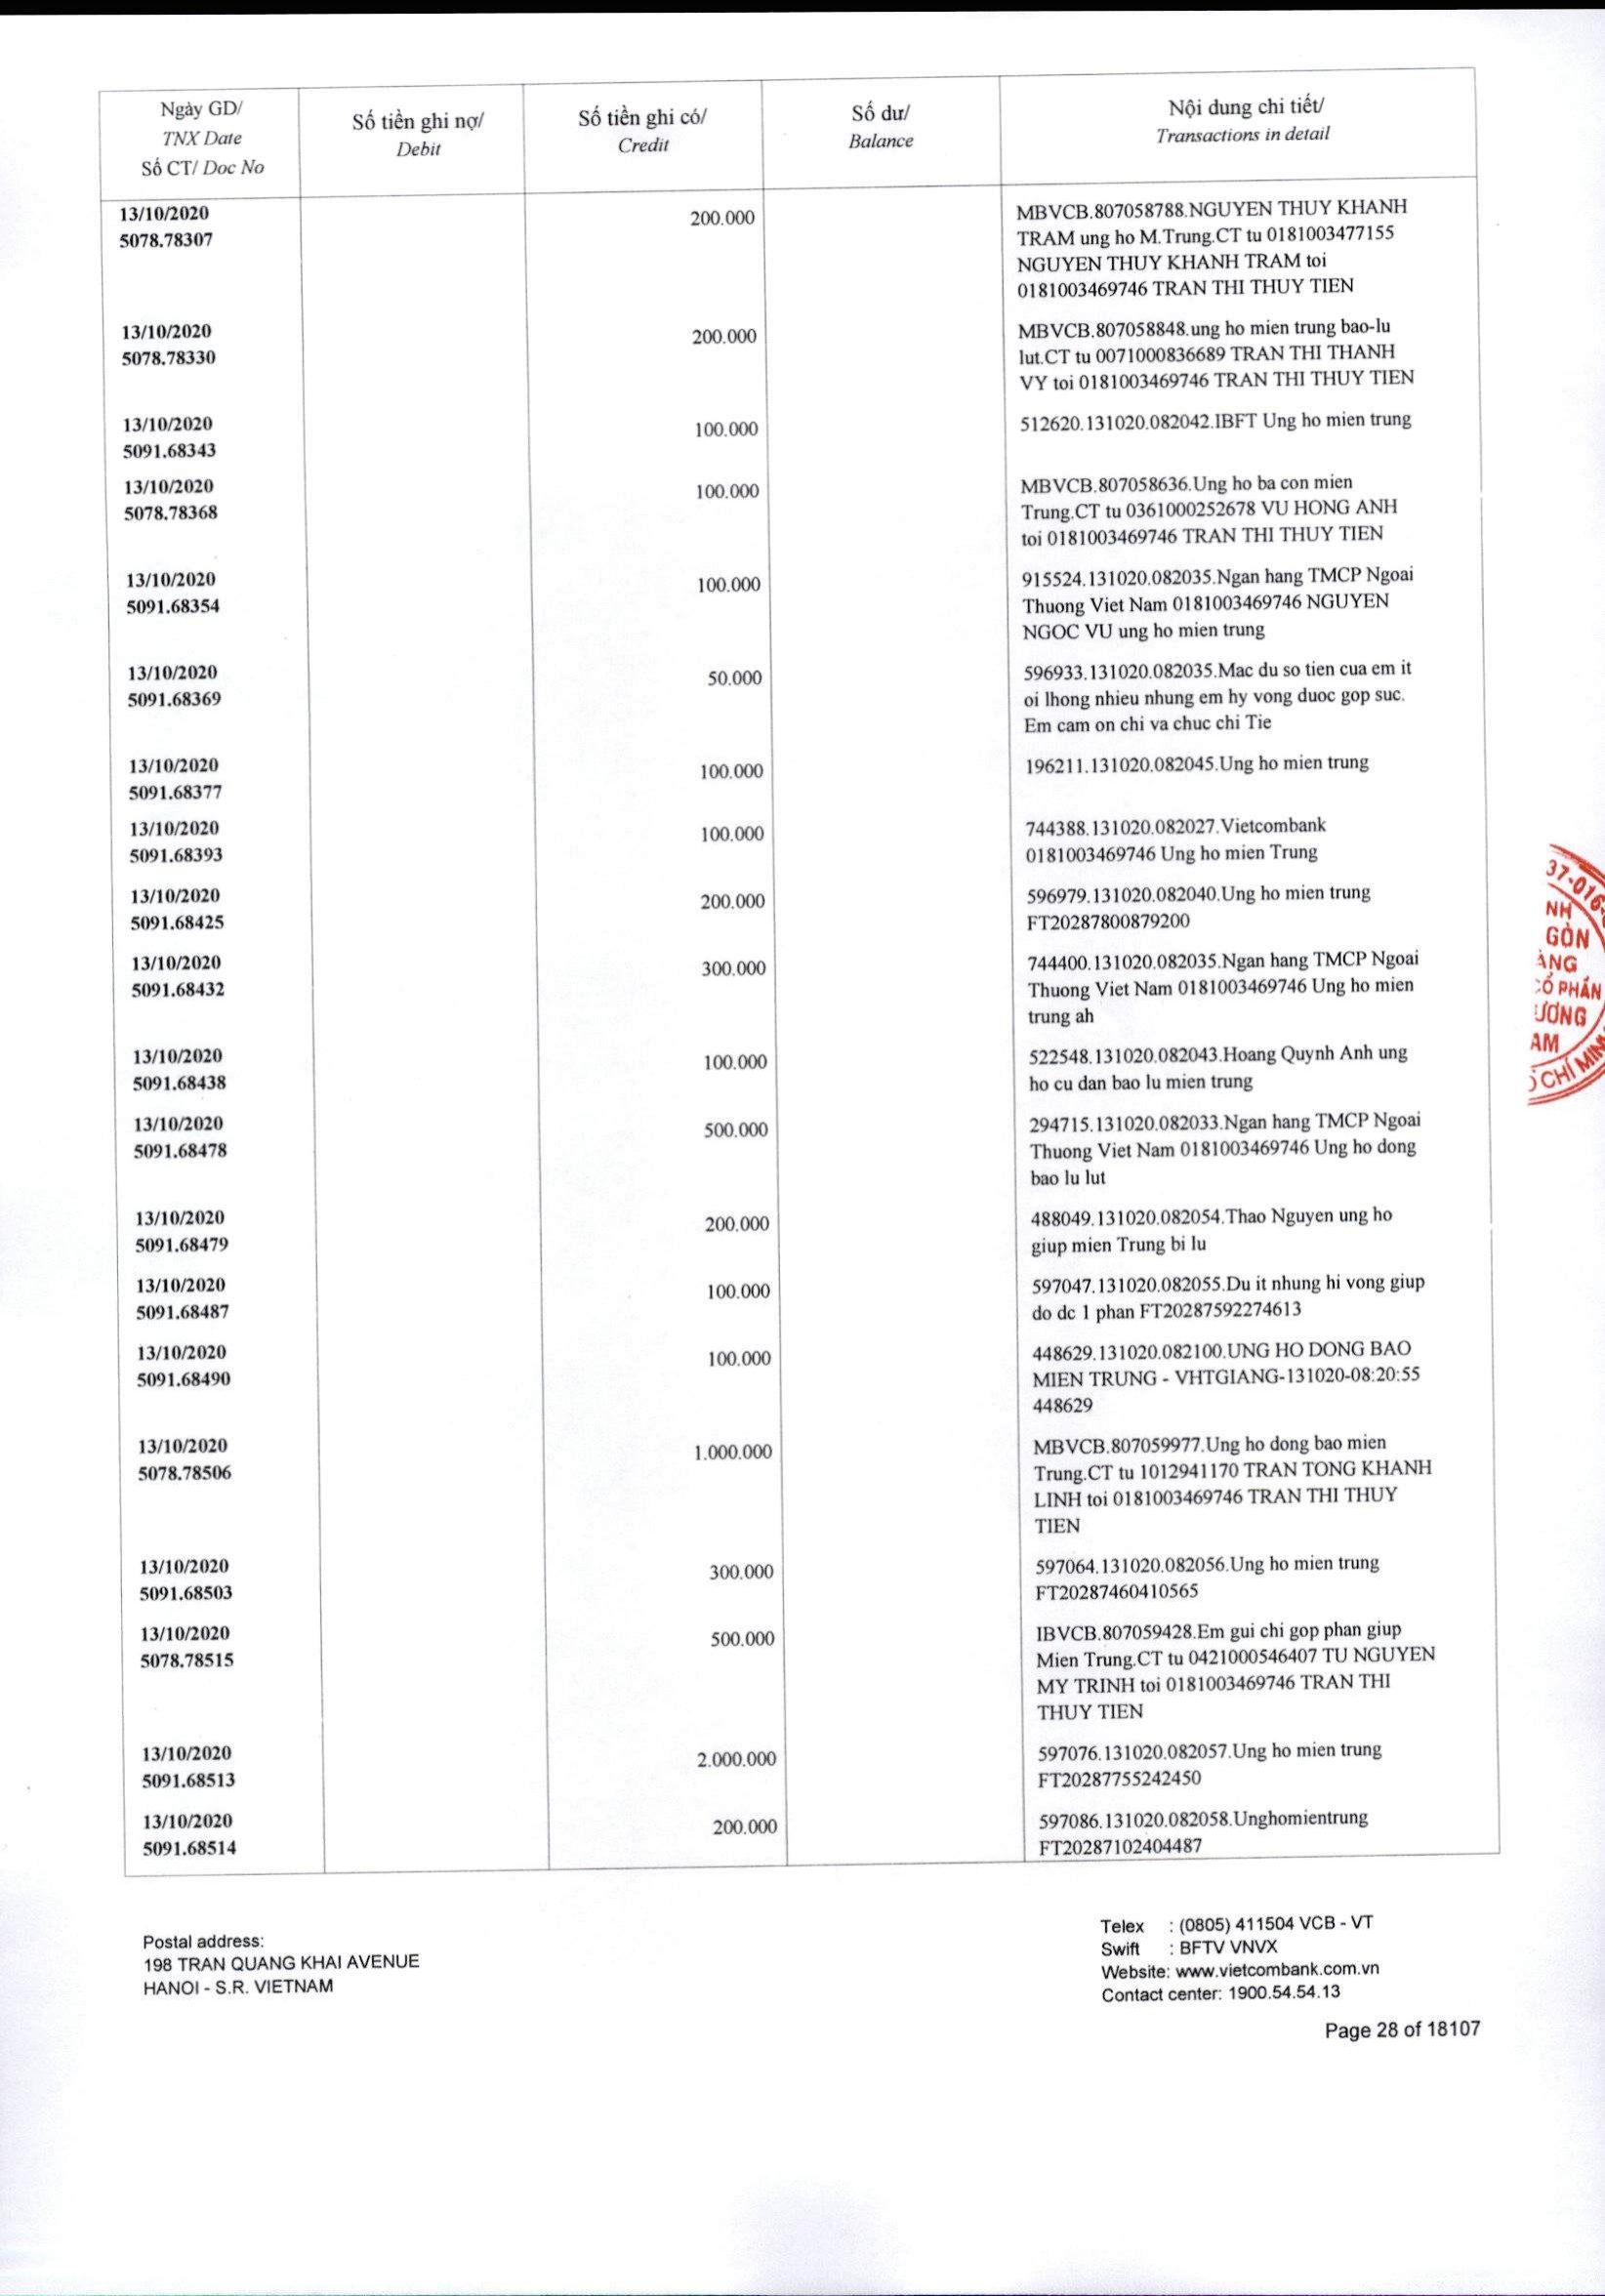 Ngày GD/
TNX Date
Số CT/ Doc No
Số tiền ghi nợ/
Debit
Số tiền ghi có/
Credit
Số dư/
Balance
Nội dung chi tiết/
Transactions in detail
13/10/2020
5078.78307
200.000
MBVCB.807058788.NGUYEN THUY KHANH
TRAM ung ho M.Trung.CT tu 0181003477155
NGUYEN THUY KHANH TRAM toi
0181003469746 TRAN THI THUY TIEN
13/10/2020
5078.78330
200.000
MBVCB.807058848.ung ho mien trung bao-lu
lut.CT tu 0071000836689 TRAN THI THANH
VY toi 0181003469746 TRAN THI THUY TIEN
13/10/2020
5091.68343
100.000
512620.131020.082042.IBFT Ung ho mien trung
13/10/2020
5078.78368
100.000
MBVCB.807058636.Ung ho ba con mien
Trung.CT tu 0361000252678 VU HONG ANH
toi 0181003469746 TRAN THI THUY TIEN
13/10/2020
5091.68354
100.000
915524.131020.082035.Ngan hang TMCP Ngoai
Thuong Viet Nam 0181003469746 NGUYEN
NGOC VU ung ho mien trung
13/10/2020
5091.68369
50.000
596933.131020.082035.Mac du so tien cua em it
oi lhong nhieu nhung em hy vong duoc gop suc.
Em cam on chi va chuc chi Tie
13/10/2020
5091.68377
100.000
196211.131020.082045.Ung ho mien trung
13/10/2020
5091.68393
100.000
744388.131020.082027.Vietcombank
0181003469746 Ung ho mien Trung
13/10/2020
5091.68425
200.000
596979.131020.082040.Ung ho mien trung
FT20287800879200
13/10/2020
5091.68432
300.000
744400.131020.082035.Ngan hang TMCP Ngoai
Thuong Viet Nam 0181003469746 Ung ho mien
trung ah
13/10/2020
5091.68438
100.000
522548.131020.082043.Hoang Quynh Anh ung
ho cu dan bao lu mien trung
13/10/2020
5091.68478
500.000
294715.131020.082033.Ngan hang TMCP Ngoai
Thuong Viet Nam 0181003469746 Ung ho dong
bao lu lut
13/10/2020
5091.68479
200.000
488049.131020.082054.Thao Nguyen ung ho
giup mien Trung bi lu
13/10/2020
5091.68487
100.000
597047.131020.082055.Du it nhung hi vong giup
do dc 1 phan FT20287592274613
13/10/2020
5091.68490
100.000
448629.131020.082100.UNG HO DONG BAO
MIEN TRUNG - VHTGIANG-131020-08:20:55
448629
13/10/2020
5078.78506
1.000.000
MBVCB.807059977.Ung ho dong bao mien
Trung.CT tu 1012941170 TRAN TONG KHANH
LINH toi 0181003469746 TRAN THI THUY
TIEN
13/10/2020
5091.68503
300.000
597064.131020.082056.Ung ho mien trung
FT20287460410565
13/10/2020
5078.78515
500.000
IBVCB.807059428.Em gui chi gop phan giup
Mien Trung.CT tu 0421000546407 TU NGUYEN
MY TRINH toi 0181003469746 TRAN THI
THUY TIEN
13/10/2020
5091.68513
2.000.000
597076.131020.082057.Ung ho mien trung
FT20287755242450
13/10/2020
5091.68514
200.000
597086.131020.082058.Unghomientrung
FT20287102404487
37-016-
NH
GÒN
ÀNG
CỔ PHẦN
ƯƠNG
AM
CHÍ MINH
Postal address:
198 TRAN QUANG KHAI AVENUE
HANOI - S.R. VIETNAM
Telex : (0805) 411504 VCB - VT
Swift : BFTV VNVX
Website: www.vietcombank.com.vn
Contact center: 1900.54.54.13
Page 28 of 18107